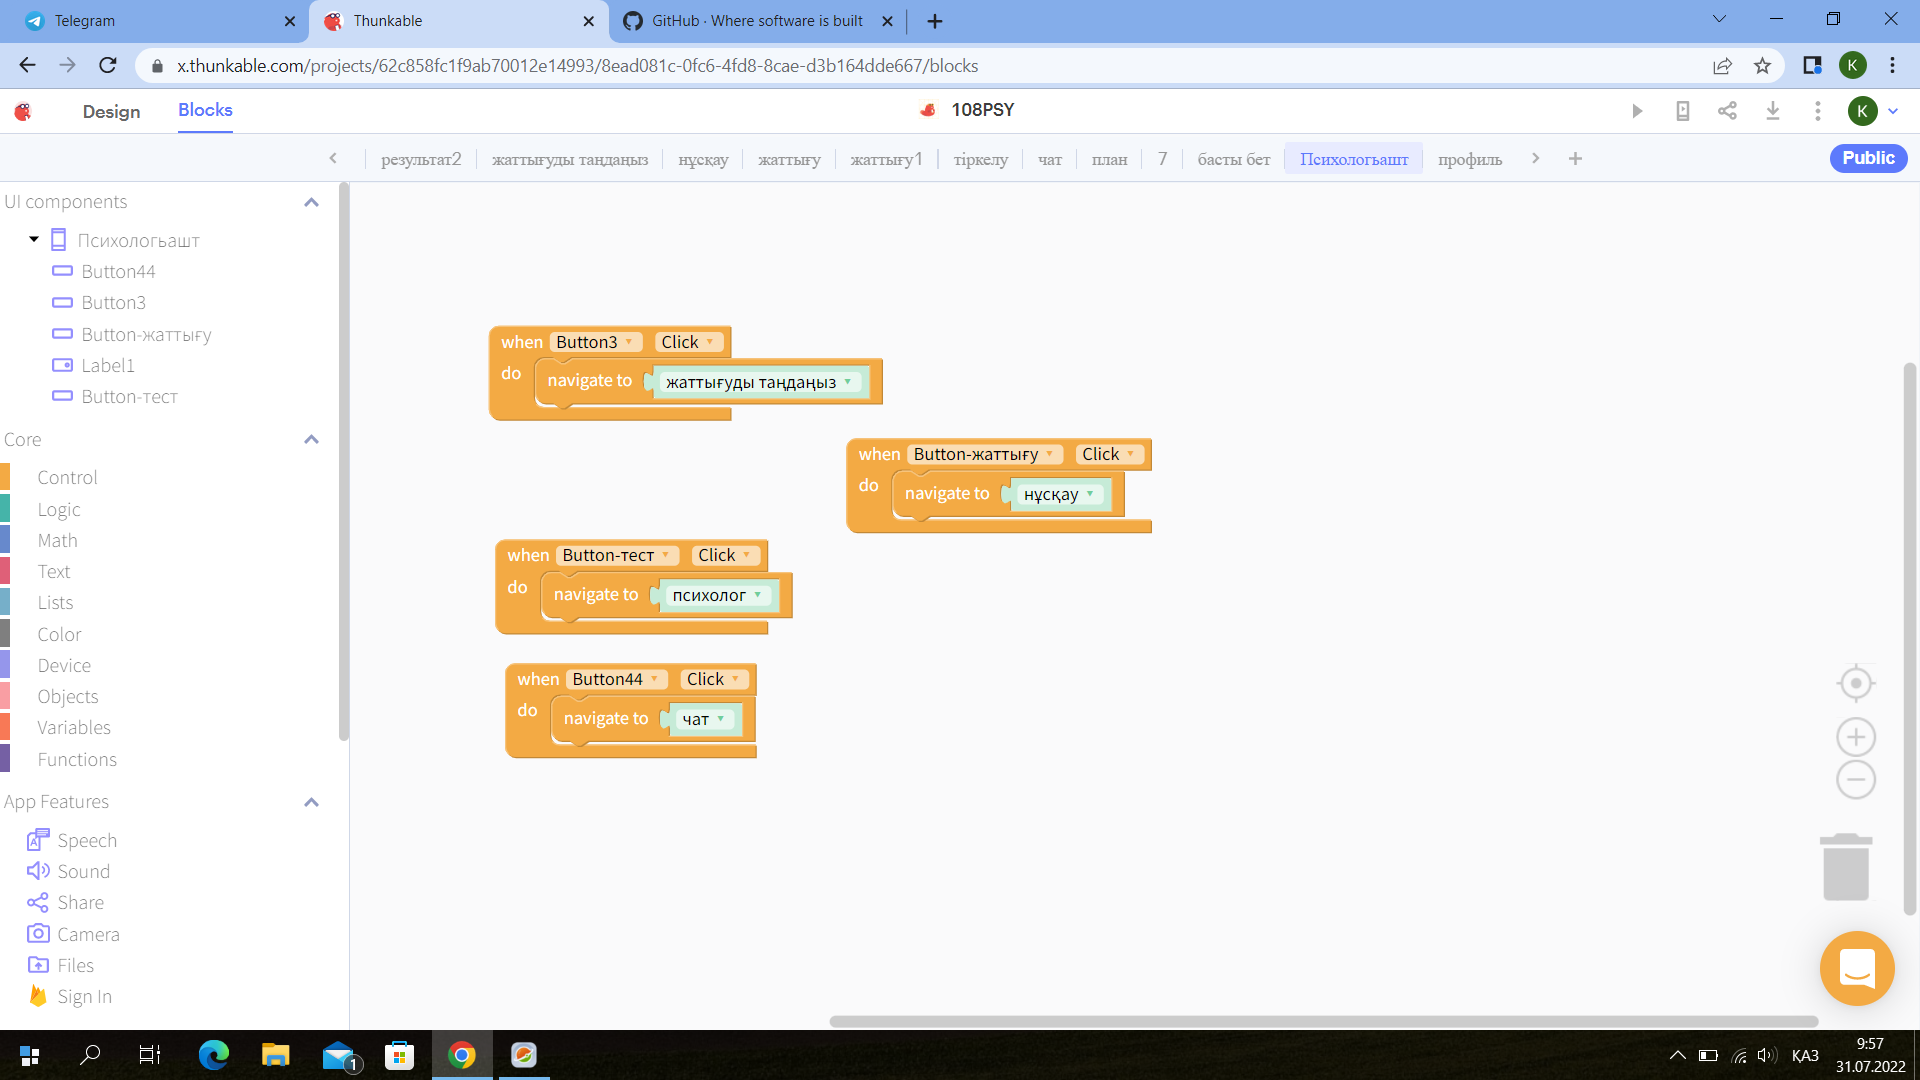 Telegram
Thunkable
GitHub · Where software is built
x.thunkable.com/projects/62c858fc1f9ab70012e14993/8ead081c-0fc6-4fd8-8cae-d3b164dde667/blocks
K
Design
Blocks
108PSY
K
результат2
жаттығуды таңдаңыз
нұсқау
жаттығу
жаттығу1
тіркелу
чат
план
7
басты бет
Психологьашт
профиль
Public
UI components
Психологьашт
Button44
Button3
Button-жаттығу
Label1
Button-тест
Core
Control
Logic
Math
Text
Lists
Color
Device
Objects
Variables
Functions
App Features
Speech
Sound
Share
Camera
Files
Sign In
when Button3 Click
do navigate to жаттығуды таңдаңыз
when Button-жаттығу Click
do navigate to нұсқау
when Button-тест Click
do navigate to психолог
when Button44 Click
do navigate to чат
1
ҚАЗ
9:57
31.07.2022